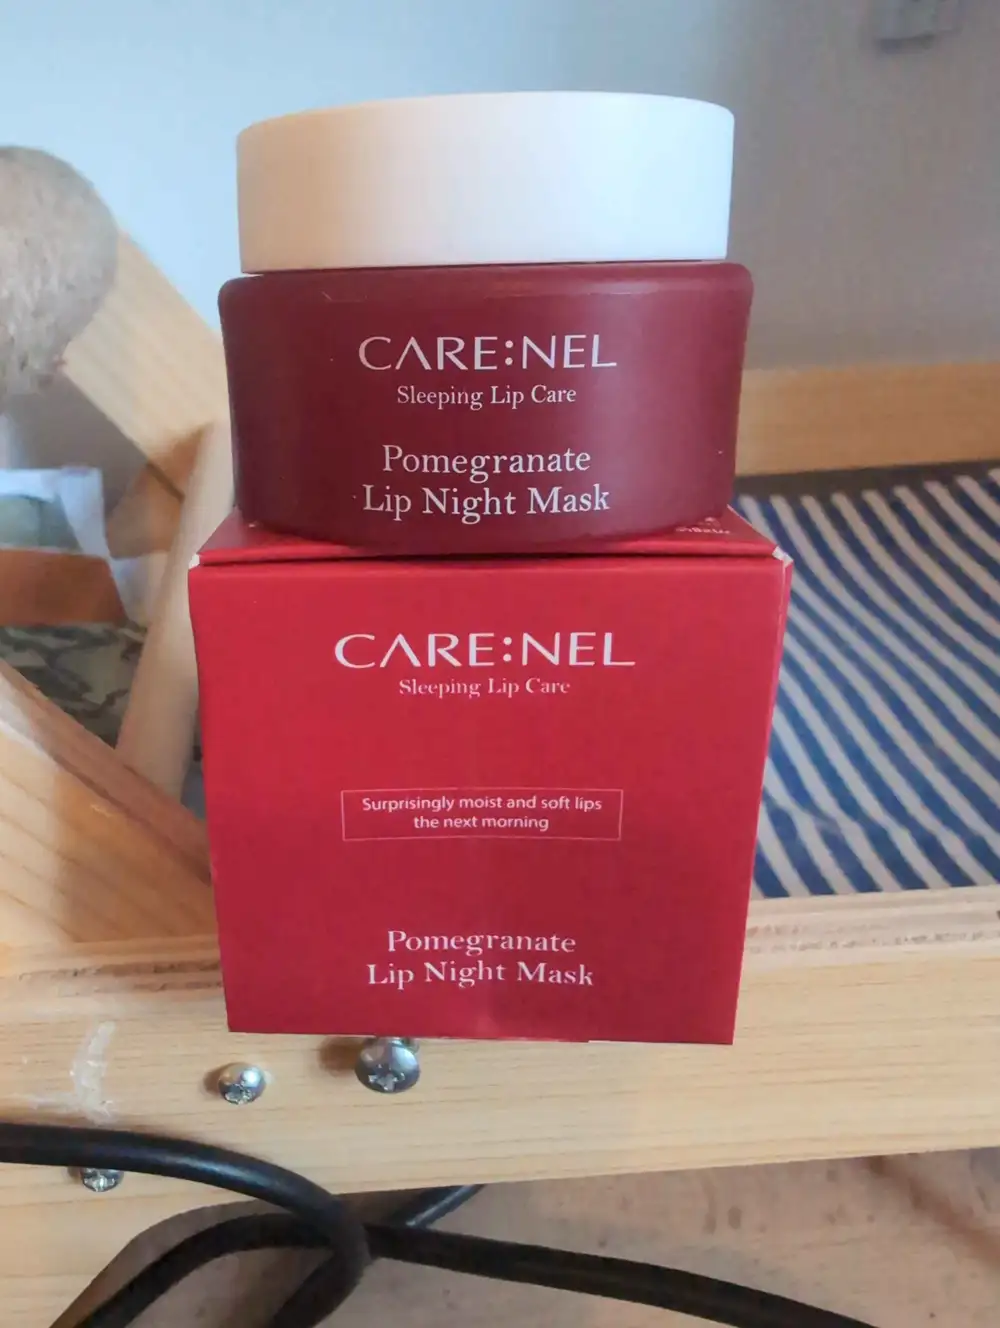 CARE:NEL
Sleeping Lip Care
Pomegranate
Lip Night Mask
CARE:NEL
Sleeping Lip Care
Surprisingly moist and soft lips
the next morning
Pomegranate
Lip Night Mask